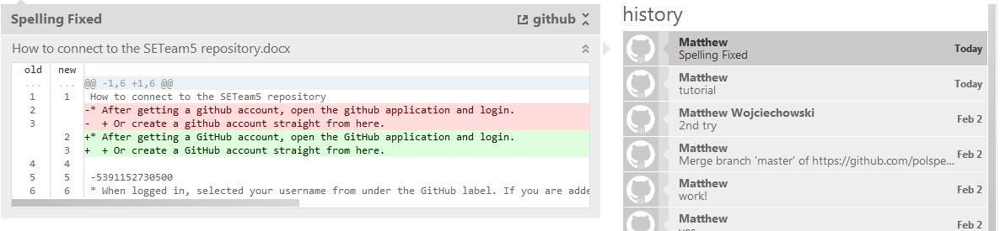 Spelling Fixed
github
How to connect to the SETeam5 repository.docx
old new
... ... @@ -1,6 +1,6 @@
1 1 How to connect to the SETeam5 repository
2 -* After getting a github account, open the github application and login.
3 - + Or create a github account straight from here.
2 +* After getting a GitHub account, open the GitHub application and login.
3 + + Or create a GitHub account straight from here.
4 4
5 5 -5391152730500
6 6 * When logged in, selected your username from under the GitHub label. If you are adde
history
Matthew
Spelling Fixed
Today
Matthew
tutorial
Today
Matthew Wojciechowski
2nd try
Feb 2
Matthew
Merge branch 'master' of https://github.com/polspe...
Feb 2
Matthew
work!
Feb 2
Matthew
Feb 2